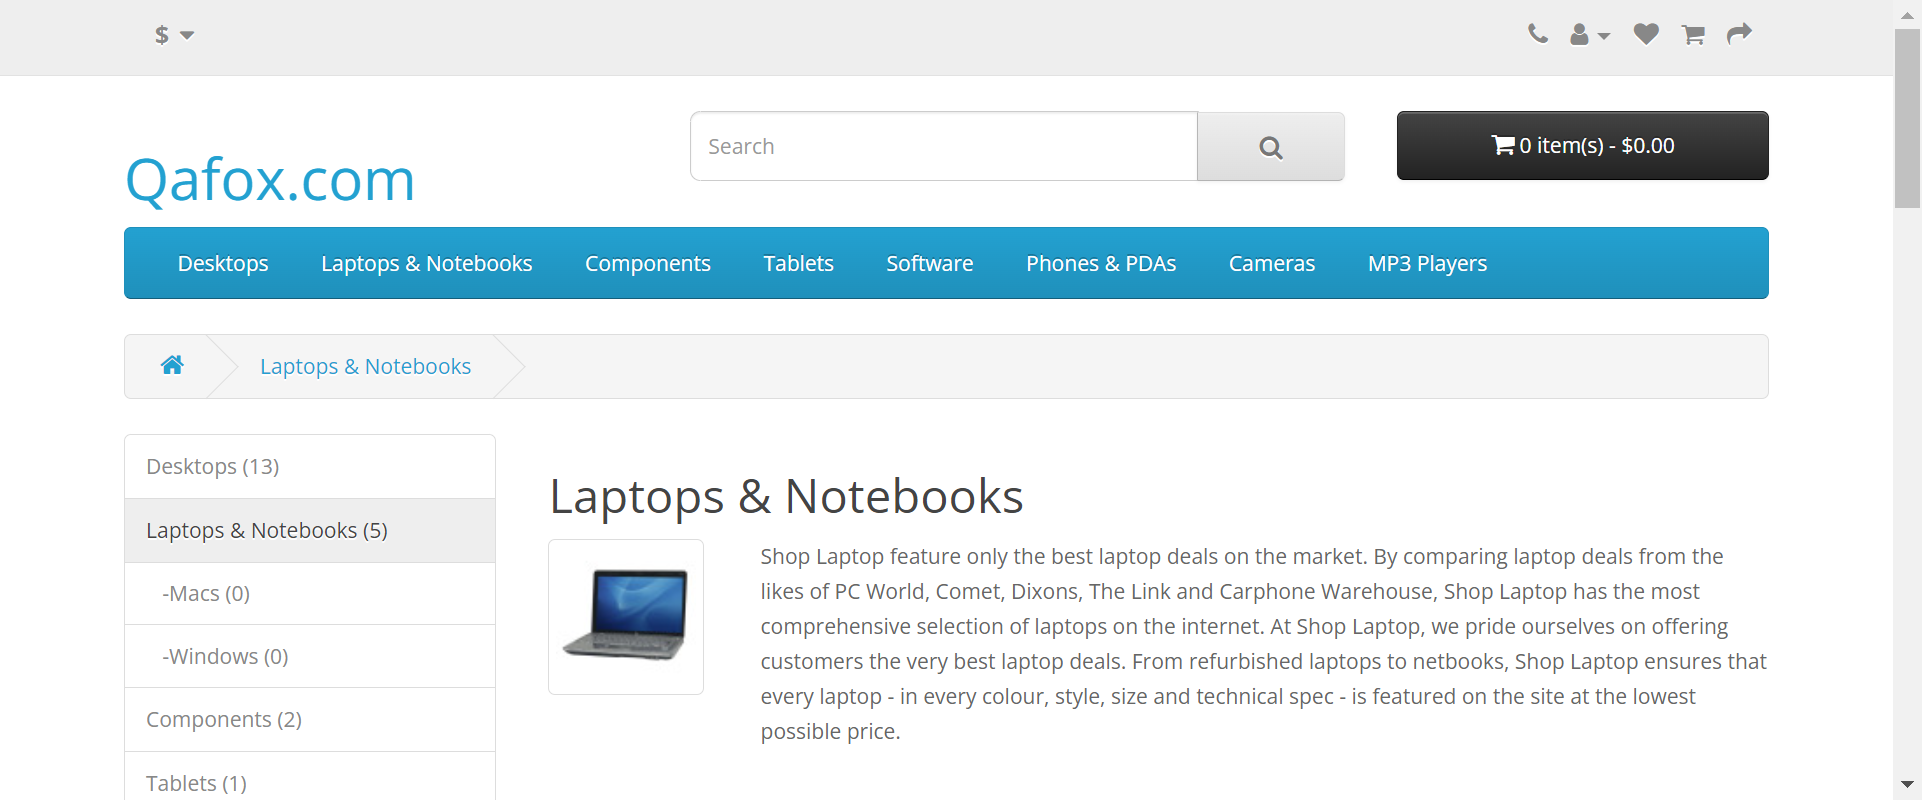 $
Search
0 item(s) - $0.00
Qafox.com
Desktops Laptops & Notebooks Components Tablets Software Phones & PDAs Cameras MP3 Players
Laptops & Notebooks
Desktops (13)
Laptops & Notebooks (5)
-Macs (0)
-Windows (0)
Components (2)
Tablets (1)
Laptops & Notebooks
Shop Laptop feature only the best laptop deals on the market. By comparing laptop deals from the
likes of PC World, Comet, Dixons, The Link and Carphone Warehouse, Shop Laptop has the most
comprehensive selection of laptops on the internet. At Shop Laptop, we pride ourselves on offering
customers the very best laptop deals. From refurbished laptops to netbooks, Shop Laptop ensures that
every laptop - in every colour, style, size and technical spec - is featured on the site at the lowest
possible price.